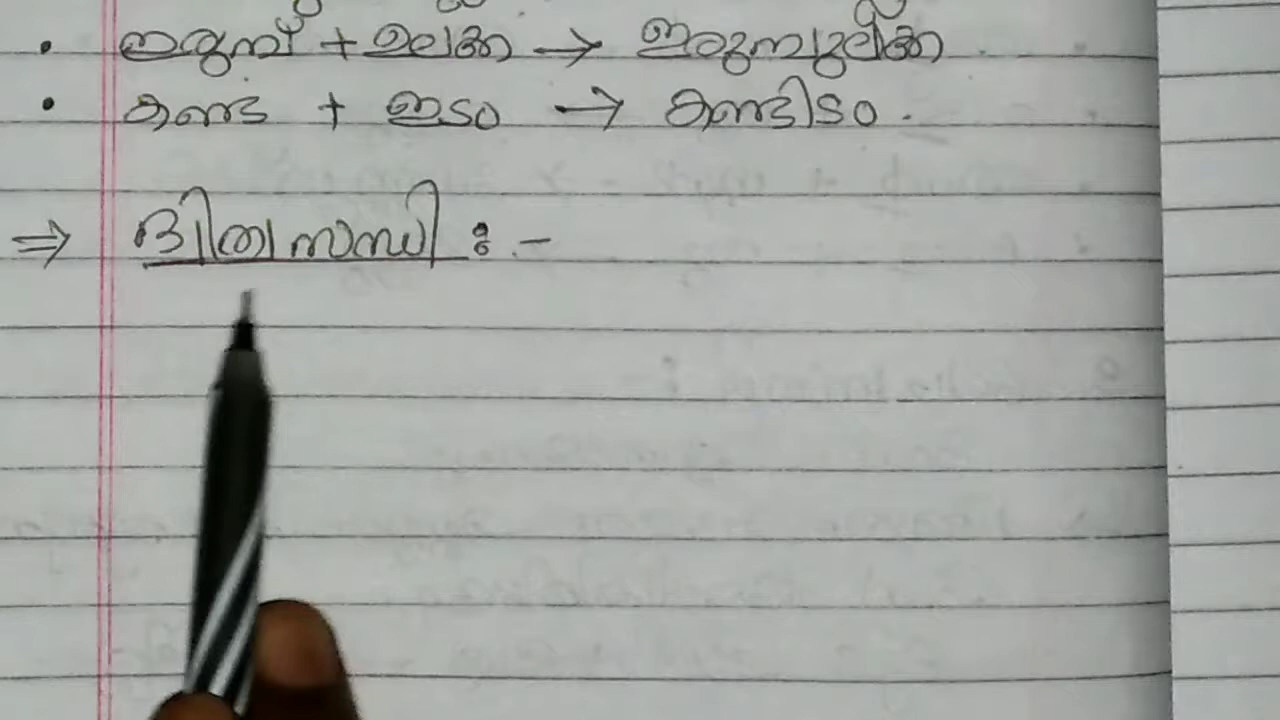 • ഇരുമ്പ് + ഉലക്ക → ഇരുമ്പുലക്ക.
• കണ്ട + ഇടം → കണ്ടിടം.
⇒ ദിത്വസന്ധി :-